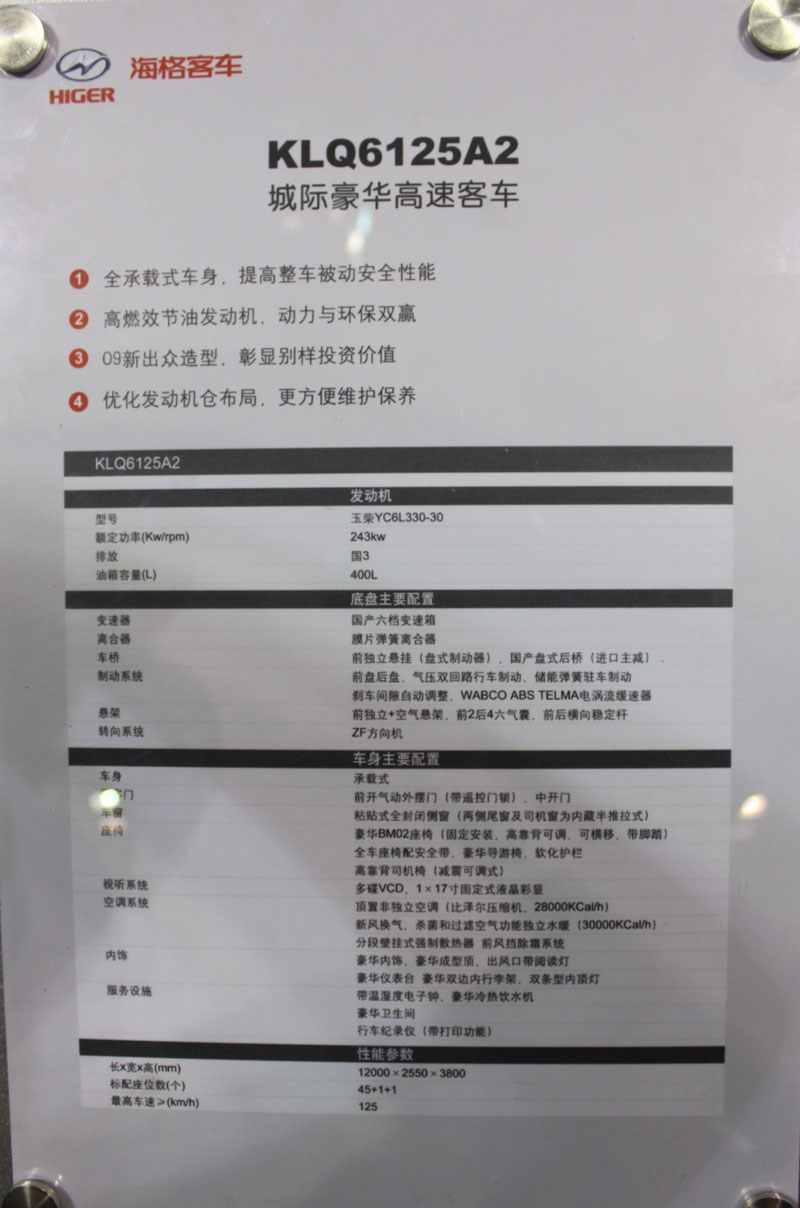 海格客车
HIGER
KLQ6125A2
城际豪华高速客车
1 全承载式车身，提高整车被动安全性能
2 高燃效节油发动机，动力与环保双赢
3 09新出众造型，彰显别样投资价值
4 优化发动机仓布局，更方便维护保养
KLQ6125A2
发动机
型号 玉柴YC6L330-30
额定功率(Kw/rpm) 243kw
排放 国3
油箱容量(L) 400L
底盘主要配置
变速器 国产六档变速箱
离合器 膜片弹簧离合器
车桥 前独立悬挂（盘式制动器）、国产盘式后桥（进口主减）、
制动系统 前盘后盘、气压双回路行车制动、储能弹簧驻车制动
刹车间隙自动调整、WABCO ABS TELMA电涡流缓速器
悬架 前独立+空气悬架、前2后4六气囊、前后横向稳定杆
转向系统 ZF方向机
车身主要配置
车身 承载式
门 前开气动外摆门（带遥控门锁）、中开门
车窗 粘贴式全封闭侧窗（两侧尾窗及司机窗为内藏半推拉式）
座椅 豪华BM02座椅（固定安装、高靠背可调、可横移、带脚踏）
全车座椅配安全带、豪华导游椅、软化护栏
高靠背司机椅（减震可调式）
视听系统 多碟VCD、1×17寸固定式液晶彩显
空调系统 顶置非独立空调（比泽尔压缩机、28000KCal/h）
新风换气、杀菌和过滤空气功能独立水暖（30000KCal/h）
分段壁挂式强制散热器 前风挡除霜系统
内饰 豪华内饰、豪华成型顶、出风口带阅读灯
豪华仪表台 豪华双边内行李架、双条型内顶灯
服务设施 带温湿度电子钟、豪华冷热饮水机
豪华卫生间
行车纪录仪（带打印功能）
性能参数
长x宽x高(mm) 12000×2550×3800
标配座位数(个) 45+1+1
最高车速≥(km/h) 125